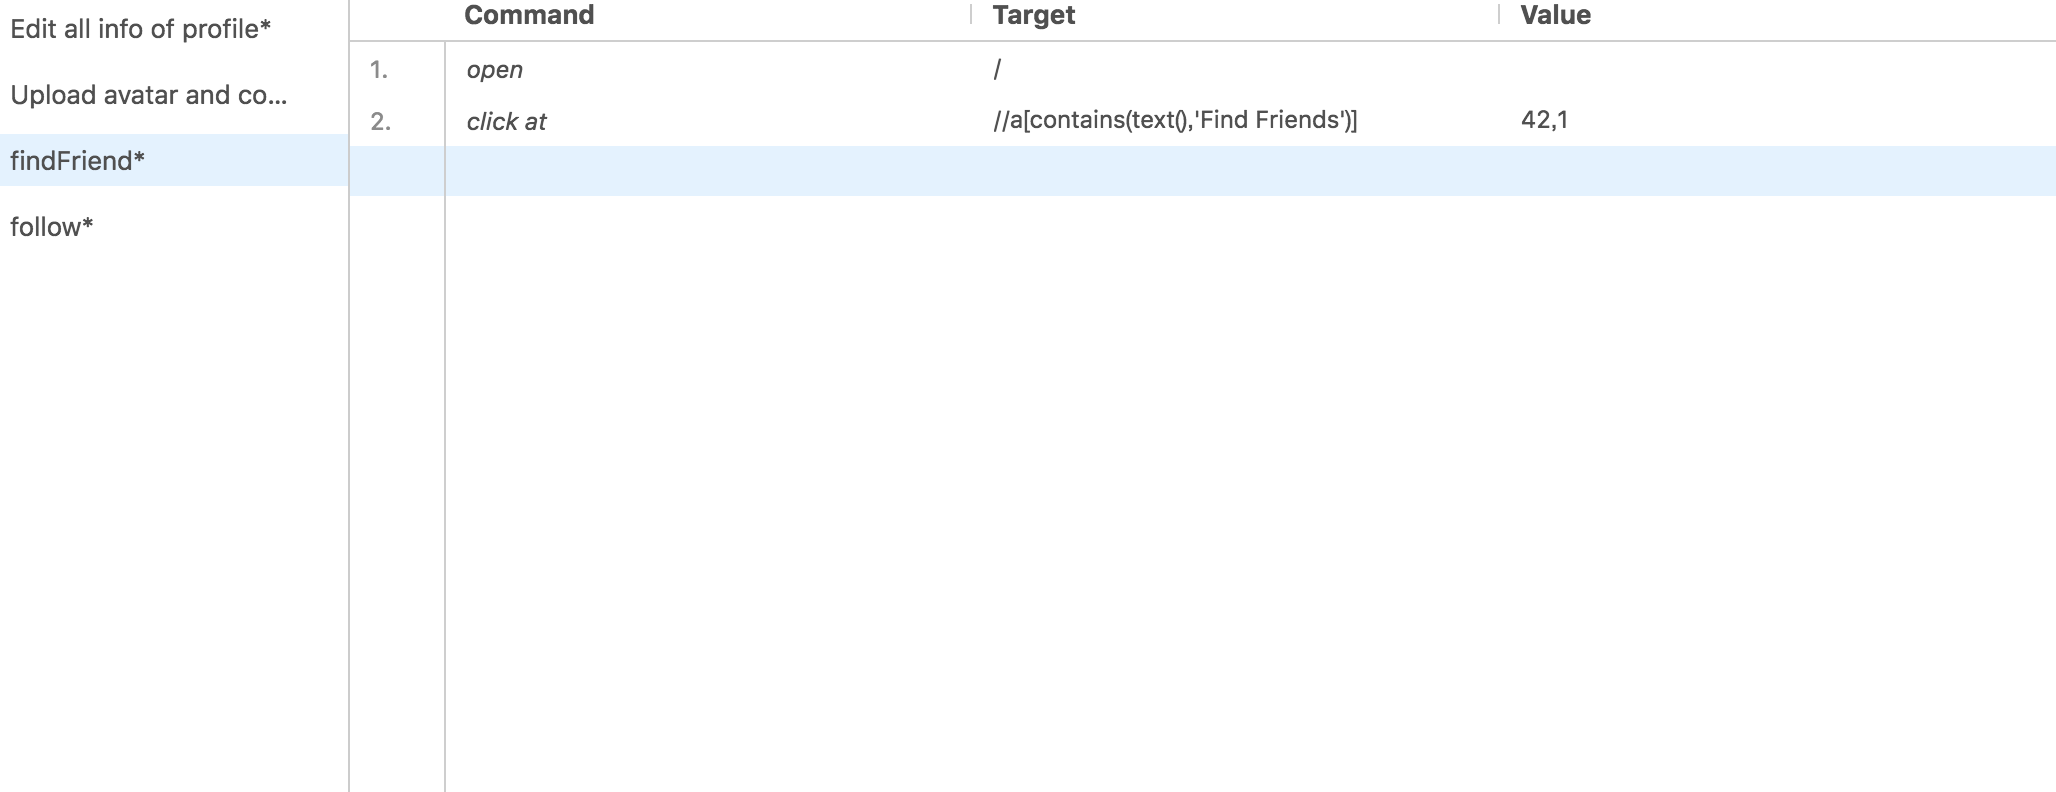 Edit all info of profile*
Upload avatar and co...
findFriend*
follow*
Command Target Value
1. open /
2. click at //a[contains(text(),'Find Friends')] 42,1